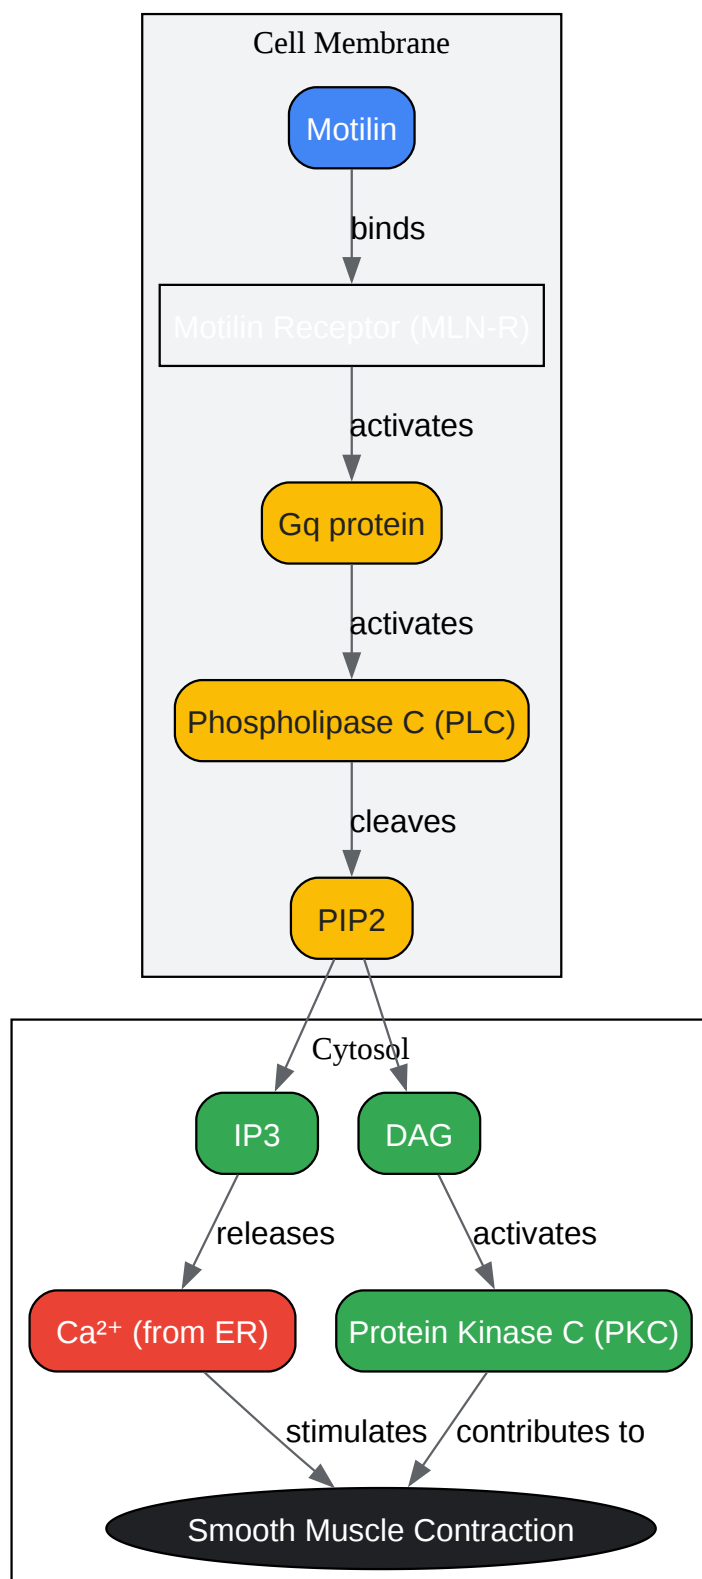 Cell Membrane
Motilin
binds
Motilin Receptor (MLN-R)
activates
Gq protein
activates
Phospholipase C (PLC)
cleaves
PIP2
Cytosol
IP3
DAG
releases
activates
Ca²⁺ (from ER)
Protein Kinase C (PKC)
stimulates
contributes to
Smooth Muscle Contraction